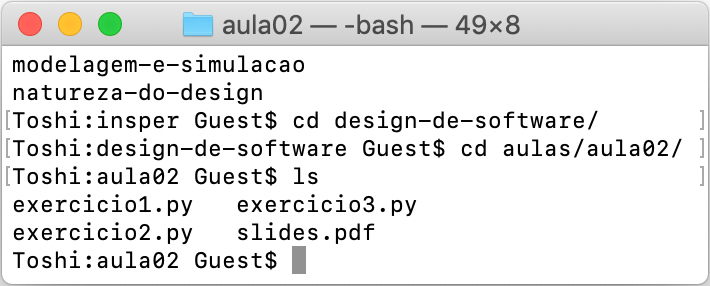 aula02 — -bash — 49×8
modelagem-e-simulacao
natureza-do-design
[Toshi:insper Guest$ cd design-de-software/ ]
[Toshi:design-de-software Guest$ cd aulas/aula02/ ]
[Toshi:aula02 Guest$ ls ]
exercicio1.py   exercicio3.py
exercicio2.py   slides.pdf
Toshi:aula02 Guest$